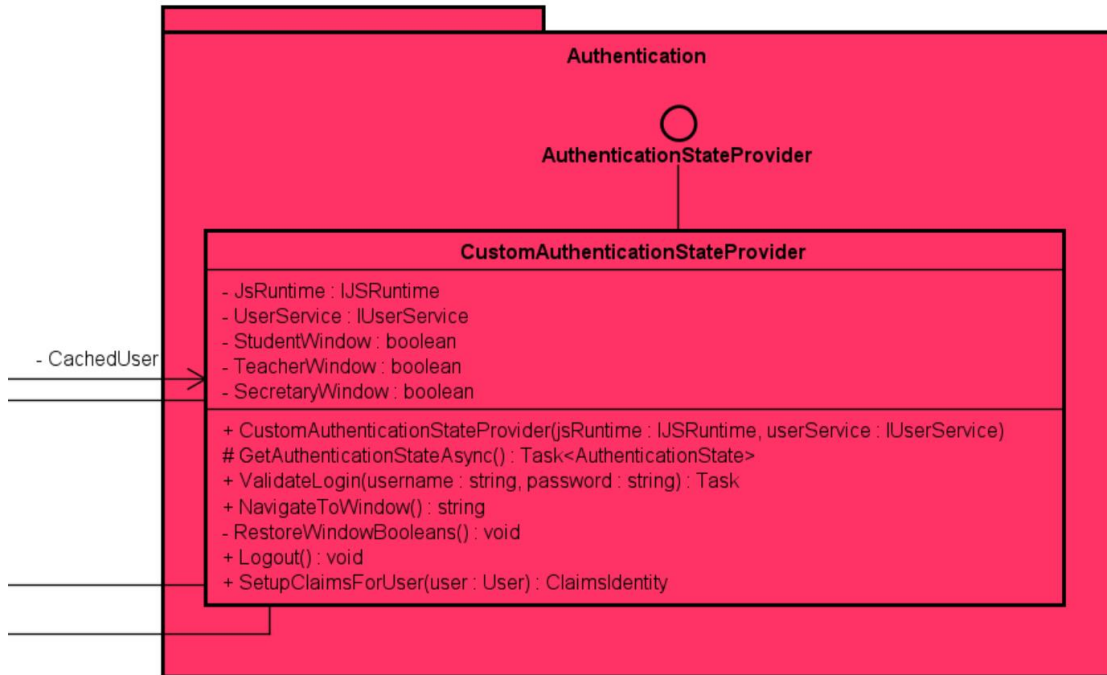 Authentication
AuthenticationStateProvider
CustomAuthenticationStateProvider
- JsRuntime : IJSRuntime
- UserService : IUserService
- StudentWindow : boolean
- TeacherWindow : boolean
- SecretaryWindow : boolean
- CachedUser
+ CustomAuthenticationStateProvider(jsRuntime : IJSRuntime, userService : IUserService)
# GetAuthenticationStateAsync() : Task<AuthenticationState>
+ ValidateLogin(username : string, password : string) : Task
+ NavigateToWindow() : string
- RestoreWindowBooleans() : void
+ Logout() : void
+ SetupClaimsForUser(user : User) : ClaimsIdentity